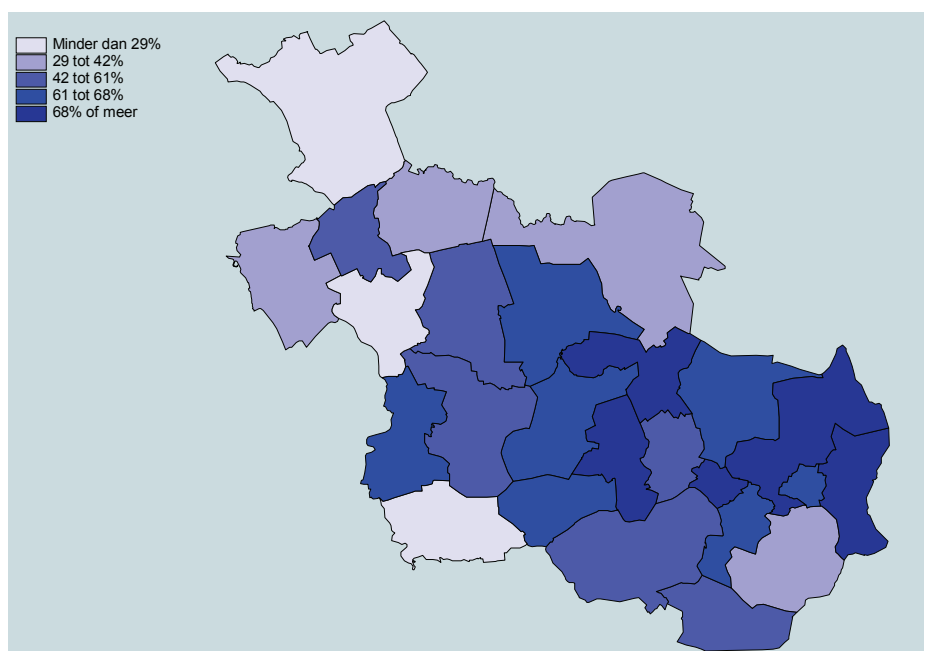 Minder dan 29%
29 tot 42%
42 tot 61%
61 tot 68%
68% of meer